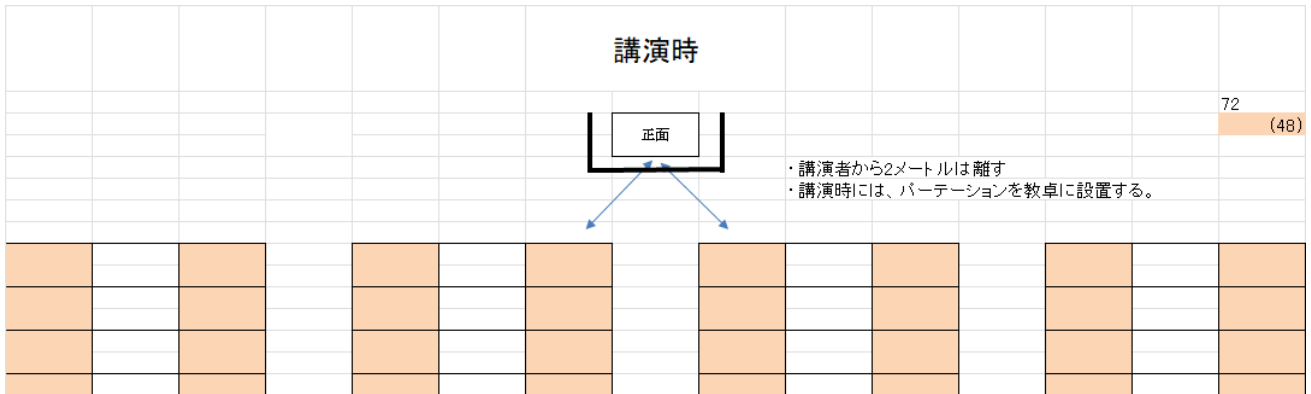 講演時
72
(48)
正面
・講演者から2メートルは離す
・講演時には、パーテーションを教卓に設置する。